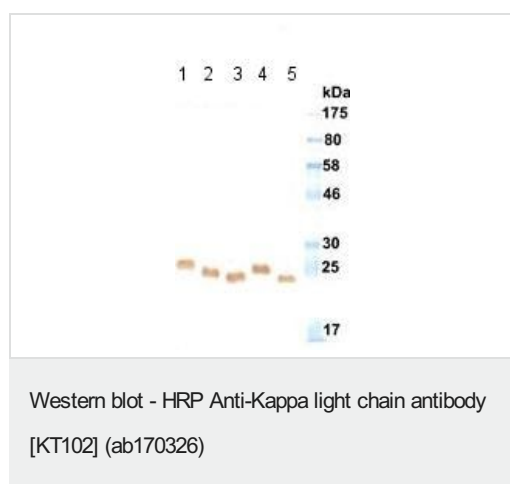 1 2 3 4 5
kDa
175
80
58
46
30
25
17
Western blot - HRP Anti-Kappa light chain antibody
[KT102] (ab170326)